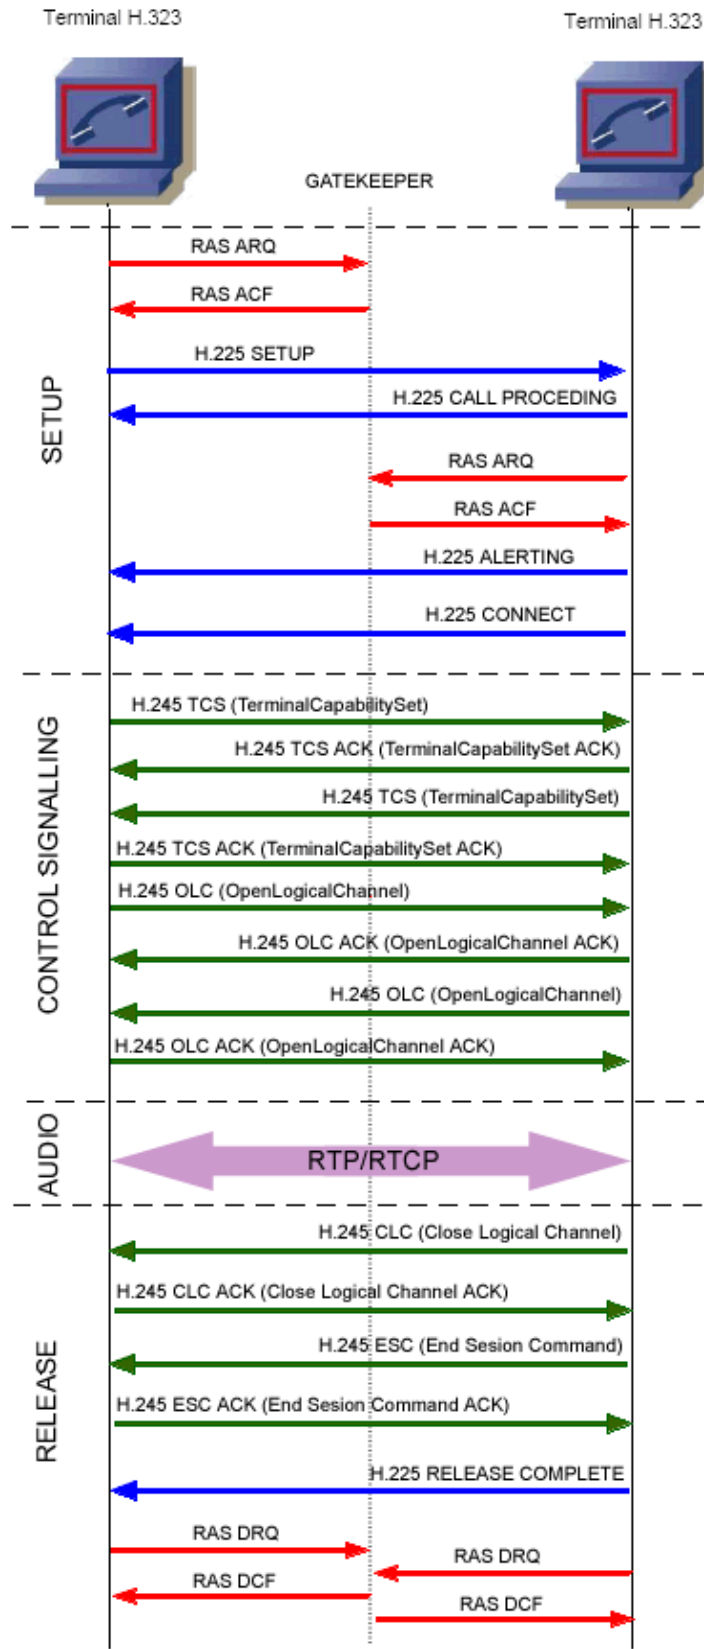 Terminal H.323
Terminal H.323
GATEKEEPER
SETUP
RAS ARQ
RAS ACF
H.225 SETUP
H.225 CALL PROCEDING
RAS ARQ
RAS ACF
H.225 ALERTING
H.225 CONNECT
CONTROL SIGNALLING
H.245 TCS (TerminalCapabilitySet)
H.245 TCS ACK (TerminalCapabilitySet ACK)
H.245 TCS (TerminalCapabilitySet)
H.245 TCS ACK (TerminalCapabilitySet ACK)
H.245 OLC (OpenLogicalChannel)
H.245 OLC ACK (OpenLogicalChannel ACK)
H.245 OLC (OpenLogicalChannel)
H.245 OLC ACK (OpenLogicalChannel ACK)
AUDIO
RTP/RTCP
RELEASE
H.245 CLC (Close Logical Channel)
H.245 CLC ACK (Close Logical Channel ACK)
H.245 ESC (End Sesion Command)
H.245 ESC ACK (End Sesion Command ACK)
H.225 RELEASE COMPLETE
RAS DRQ
RAS DRQ
RAS DCF
RAS DCF